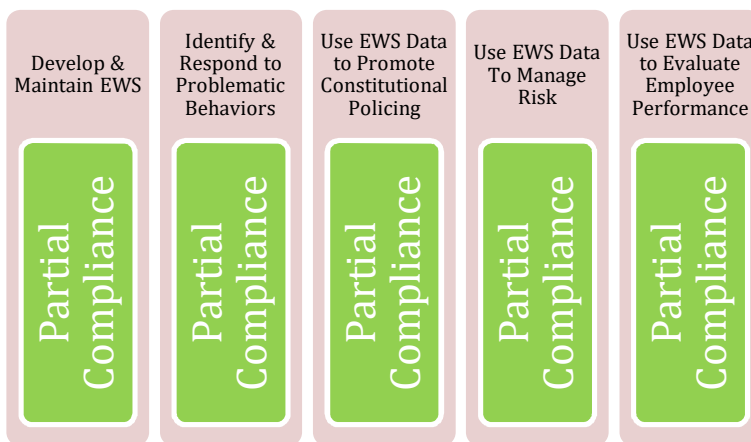 Develop &
Maintain EWS
Partial
Compliance
Identify &
Respond to
Problematic
Behaviors
Partial
Compliance
Use EWS Data
to Promote
Constitutional
Policing
Partial
Compliance
Use EWS Data
To Manage
Risk
Partial
Compliance
Use EWS Data
to Evaluate
Employee
Performance
Partial
Compliance